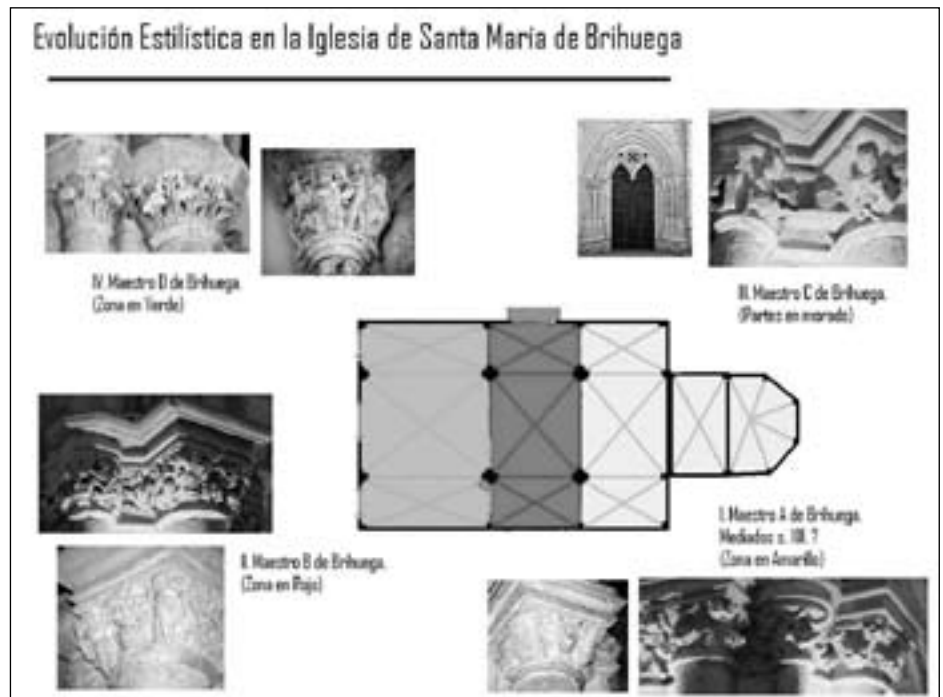 Evolución Estilística en la Iglesia de Santa María de Brihuega
IV. Maestro D de Brihuega.
(Zona en Verde)
III. Maestro C de Brihuega.
(Partes en morado)
I. Maestro A de Brihuega.
Mediados s. XIII. ?
(Zona en Amarillo)
II. Maestro B de Brihuega.
(Zona en Rojo)